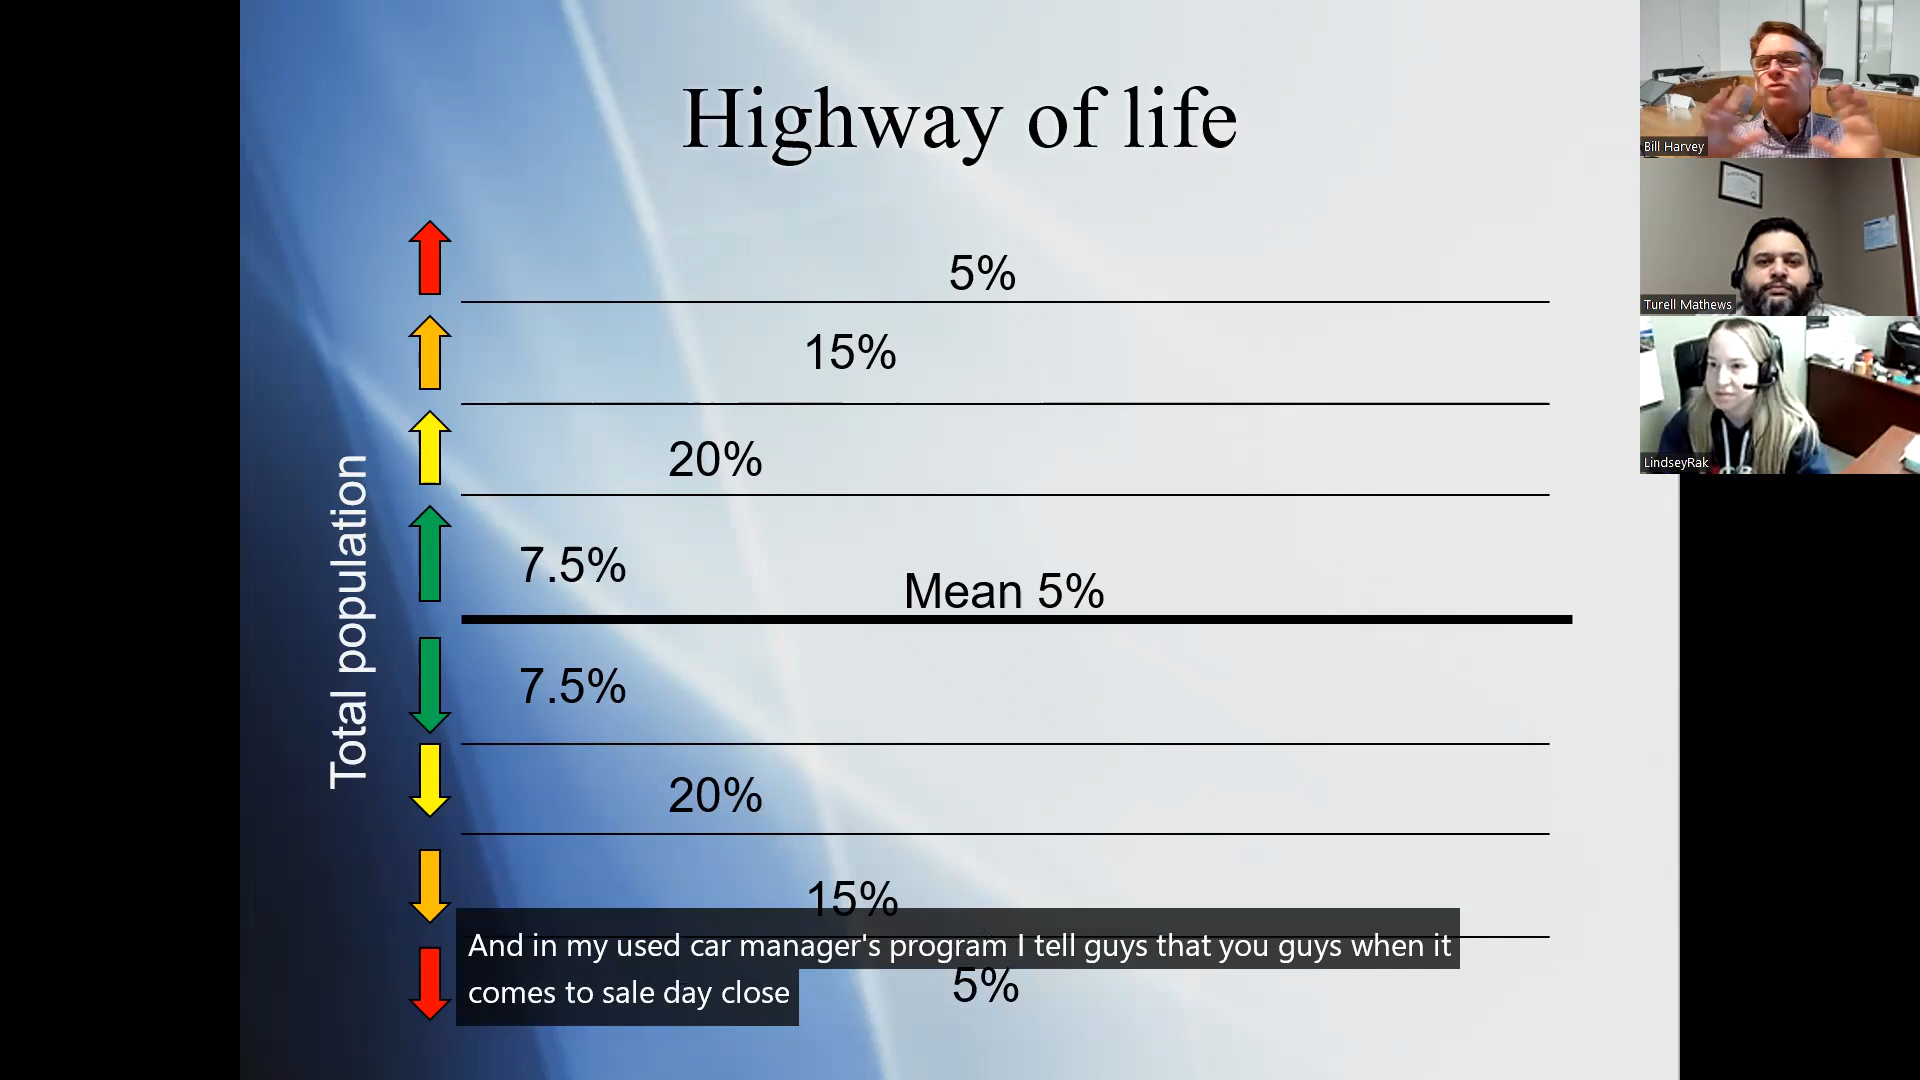 Highway of life
Bill Harvey
Turell Mathews
LindseyRak
Total population
5%
15%
20%
7.5%
Mean 5%
7.5%
20%
15%
5%
And in my used car manager's program I tell guys that you guys when it
comes to sale day close